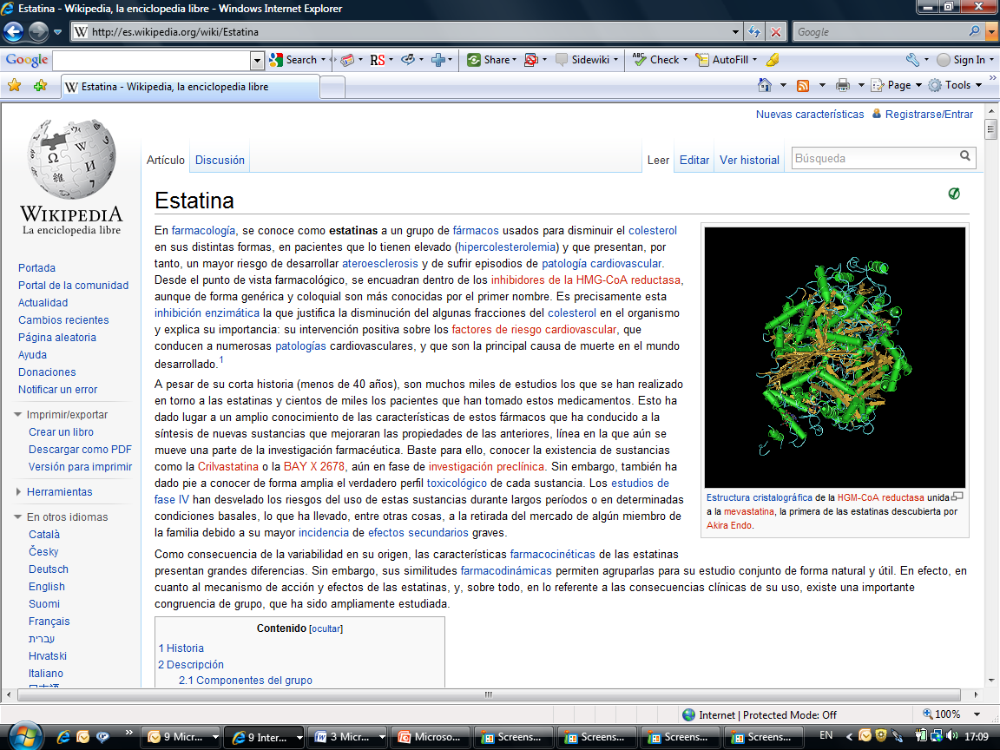 Estatina - Wikipedia, la enciclopedia libre - Windows Internet Explorer
http://es.wikipedia.org/wiki/Estatina
Google
Google
Search
RS
Share
Sidewiki
ABC
Check
AutoFill
Sign In
W Estatina - Wikipedia, la enciclopedia libre
Page
Tools
Nuevas características
Registrarse/Entrar
WIKIPEDIA
La enciclopedia libre
Artículo
Discusión
Leer
Editar
Ver historial
Búsqueda
Portada
Portal de la comunidad
Actualidad
Cambios recientes
Página aleatoria
Ayuda
Donaciones
Notificar un error
Imprimir/exportar
Crear un libro
Descargar como PDF
Versión para imprimir
Herramientas
En otros idiomas
Català
Česky
Deutsch
English
Suomi
Français
עברית
Hrvatski
Italiano
日本語
Estatina
En farmacología, se conoce como estatinas a un grupo de fármacos usados para disminuir el colesterol
en sus distintas formas, en pacientes que lo tienen elevado (hipercolesterolemia) y que presentan, por
tanto, un mayor riesgo de desarrollar ateroesclerosis y de sufrir episodios de patología cardiovascular.
Desde el punto de vista farmacológico, se encuadran dentro de los inhibidores de la HMG-CoA reductasa,
aunque de forma genérica y coloquial son más conocidas por el primer nombre. Es precisamente esta
inhibición enzimática la que justifica la disminución del algunas fracciones del colesterol en el organismo
y explica su importancia: su intervención positiva sobre los factores de riesgo cardiovascular, que
conducen a numerosas patologías cardiovasculares, y que son la principal causa de muerte en el mundo
desarrollado.1
A pesar de su corta historia (menos de 40 años), son muchos miles de estudios los que se han realizado
en torno a las estatinas y cientos de miles los pacientes que han tomado estos medicamentos. Esto ha
dado lugar a un amplio conocimiento de las características de estos fármacos que ha conducido a la
síntesis de nuevas sustancias que mejoraran las propiedades de las anteriores, línea en la que aún se
mueve una parte de la investigación farmacéutica. Baste para ello, conocer la existencia de sustancias
como la Crilvastatina o la BAY X 2678, aún en fase de investigación preclínica. Sin embargo, también ha
dado pie a conocer de forma amplia el verdadero perfil toxicológico de cada sustancia. Los estudios de
fase IV han desvelado los riesgos del uso de estas sustancias durante largos períodos o en determinadas
condiciones basales, lo que ha llevado, entre otras cosas, a la retirada del mercado de algún miembro de
la familia debido a su mayor incidencia de efectos secundarios graves.
Estructura cristalográfica de la HGM-CoA reductasa unida
a la mevastatina, la primera de las estatinas descubierta por
Akira Endo.
Como consecuencia de la variabilidad en su origen, las características farmacocinéticas de las estatinas
presentan grandes diferencias. Sin embargo, sus similitudes farmacodinámicas permiten agruparlas para su estudio conjunto de forma natural y útil. En efecto, en
cuanto al mecanismo de acción y efectos de las estatinas, y, sobre todo, en lo referente a las consecuencias clínicas de su uso, existe una importante
congruencia de grupo, que ha sido ampliamente estudiada.
Contenido [ocultar]
1 Historia
2 Descripción
2.1 Componentes del grupo
Internet | Protected Mode: Off
100%
9 Micr...
9 Inter...
3 Micr...
Microso...
Screens...
Screens...
Screens...
Screens...
EN
17:09